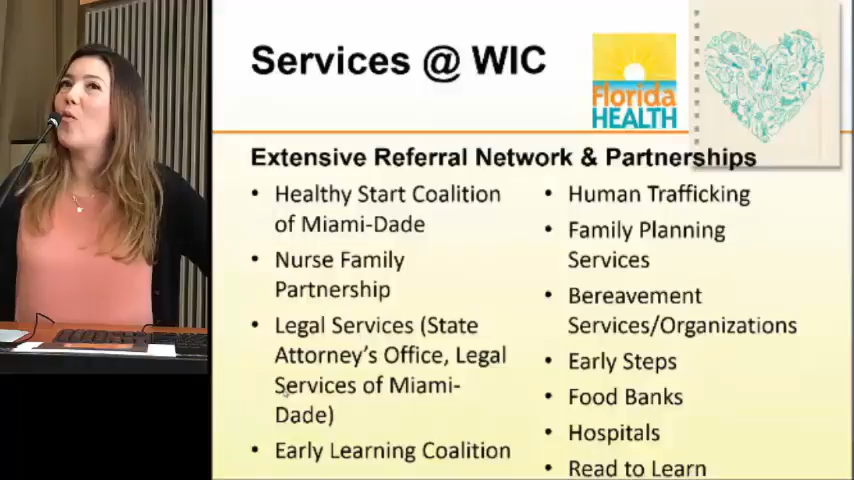 Services @ WIC
Florida
HEALTH
Extensive Referral Network & Partnerships
• Healthy Start Coalition
of Miami-Dade
• Nurse Family
Partnership
• Legal Services (State
Attorney's Office, Legal
Services of Miami-
Dade)
• Early Learning Coalition
• Human Trafficking
• Family Planning
Services
• Bereavement
Services/Organizations
• Early Steps
• Food Banks
• Hospitals
• Read to Learn